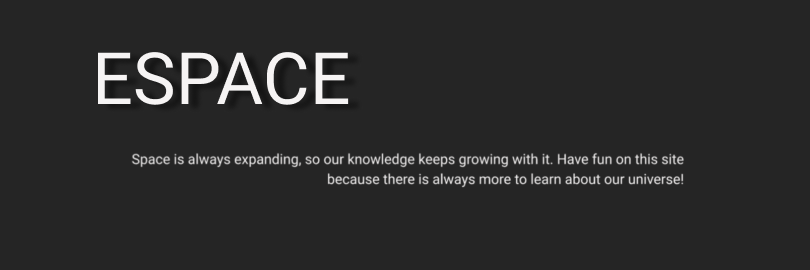 ESPACE
Space is always expanding, so our knowledge keeps growing with it. Have fun on this site
because there is always more to learn about our universe!